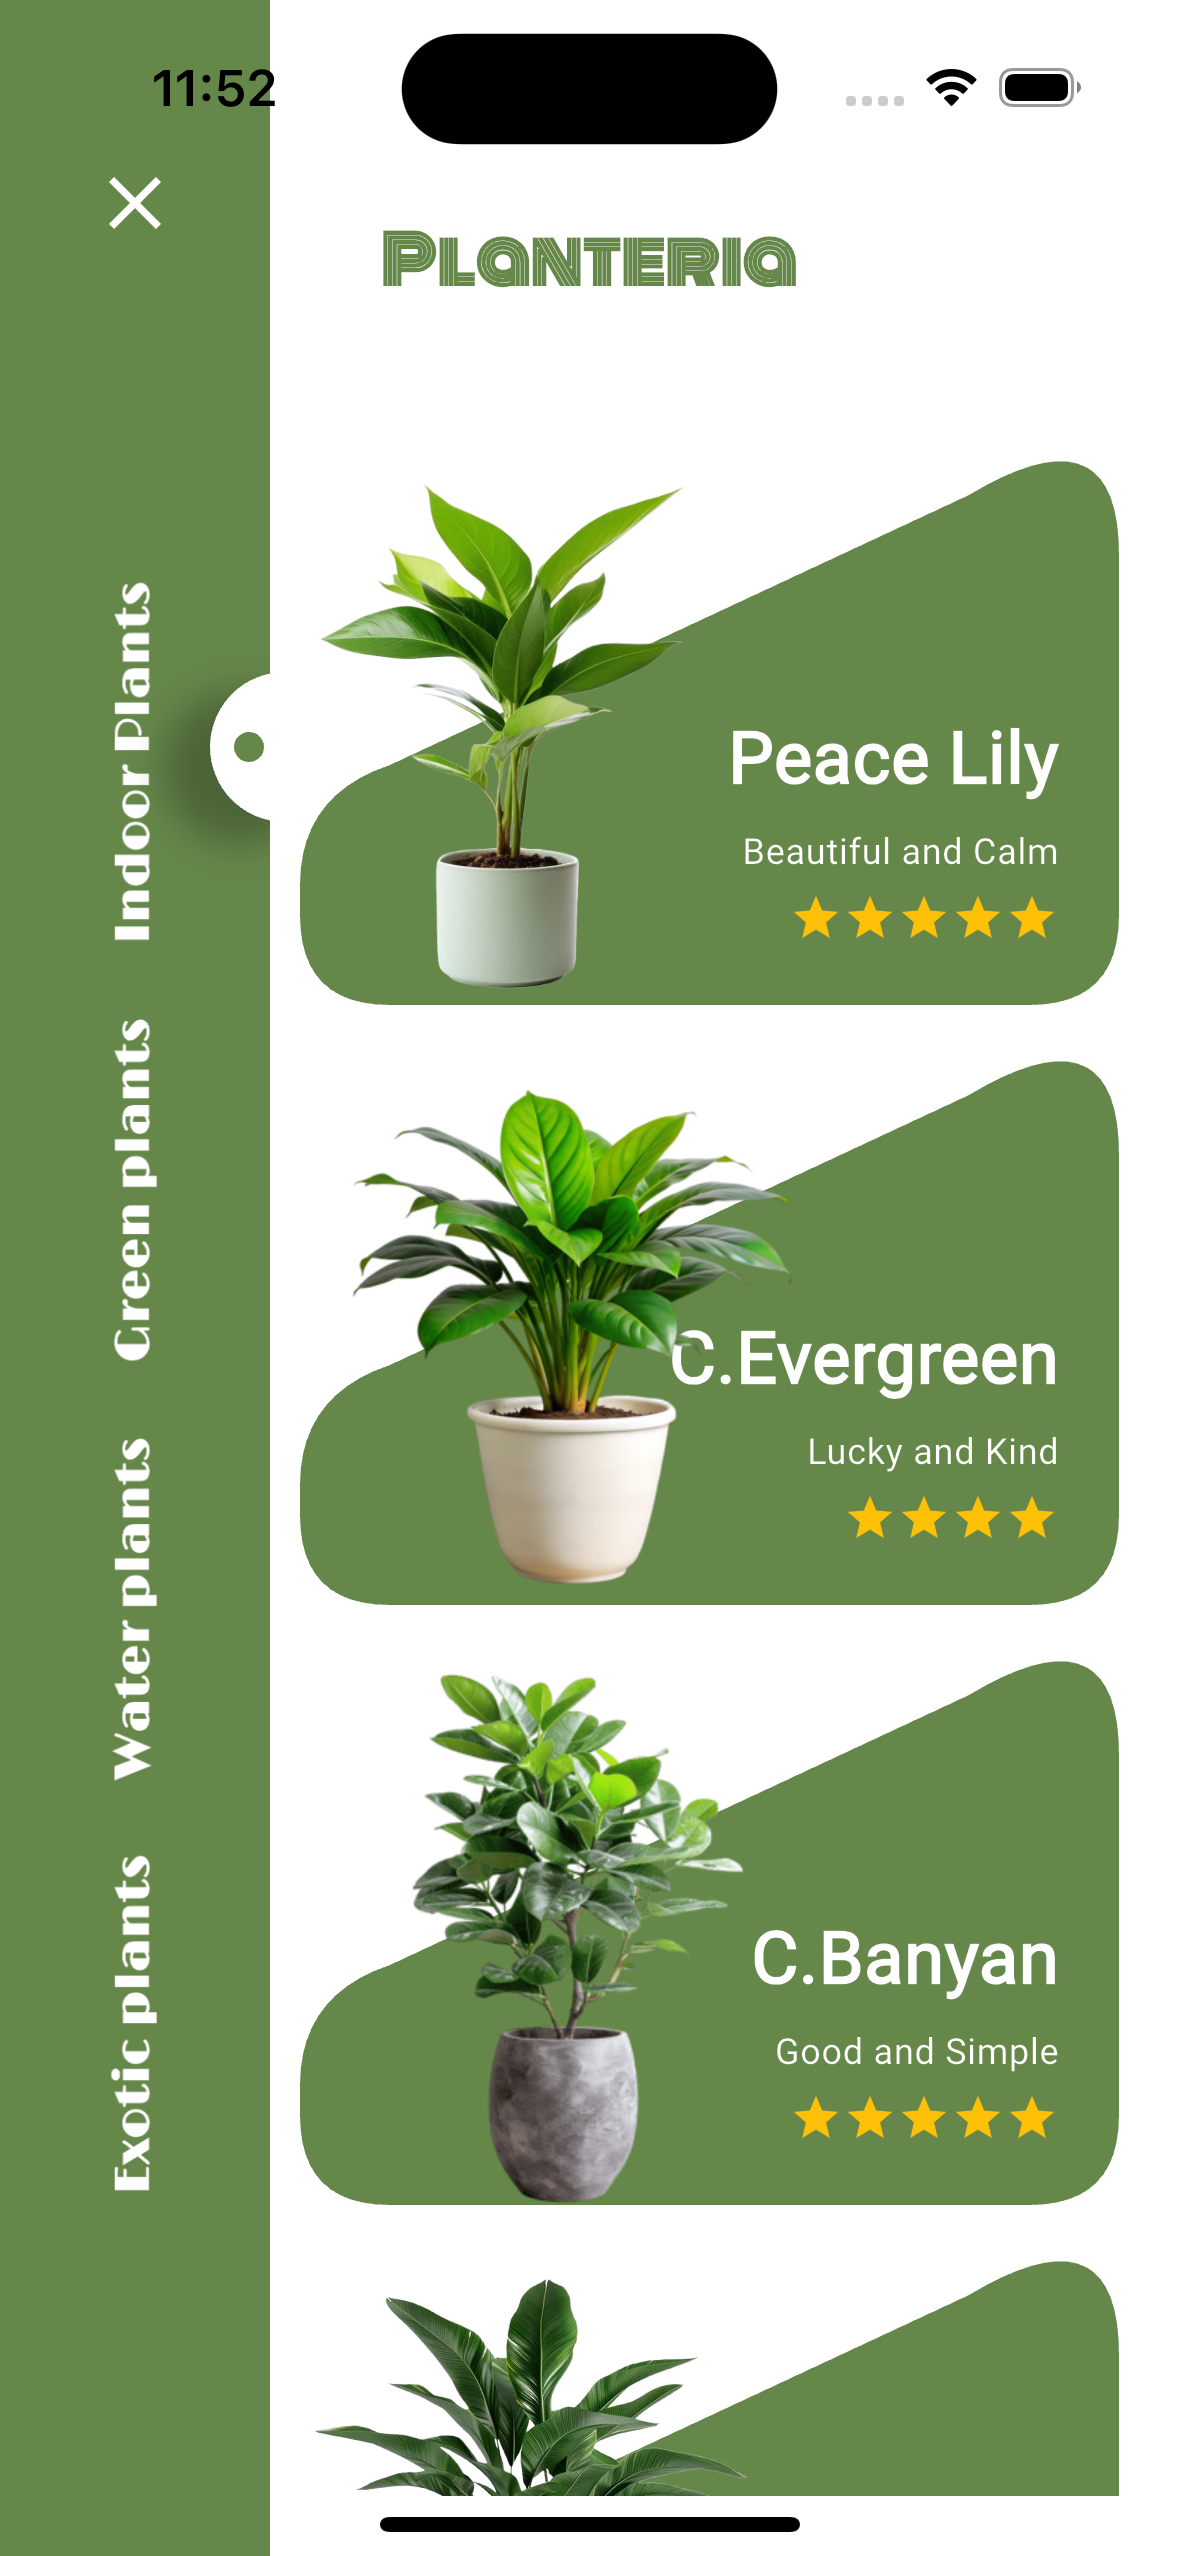 11:52
Planteria
Indoor Plants
Green plants
Water plants
Exotic plants
Peace Lily
Beautiful and Calm
C.Evergreen
Lucky and Kind
C.Banyan
Good and Simple